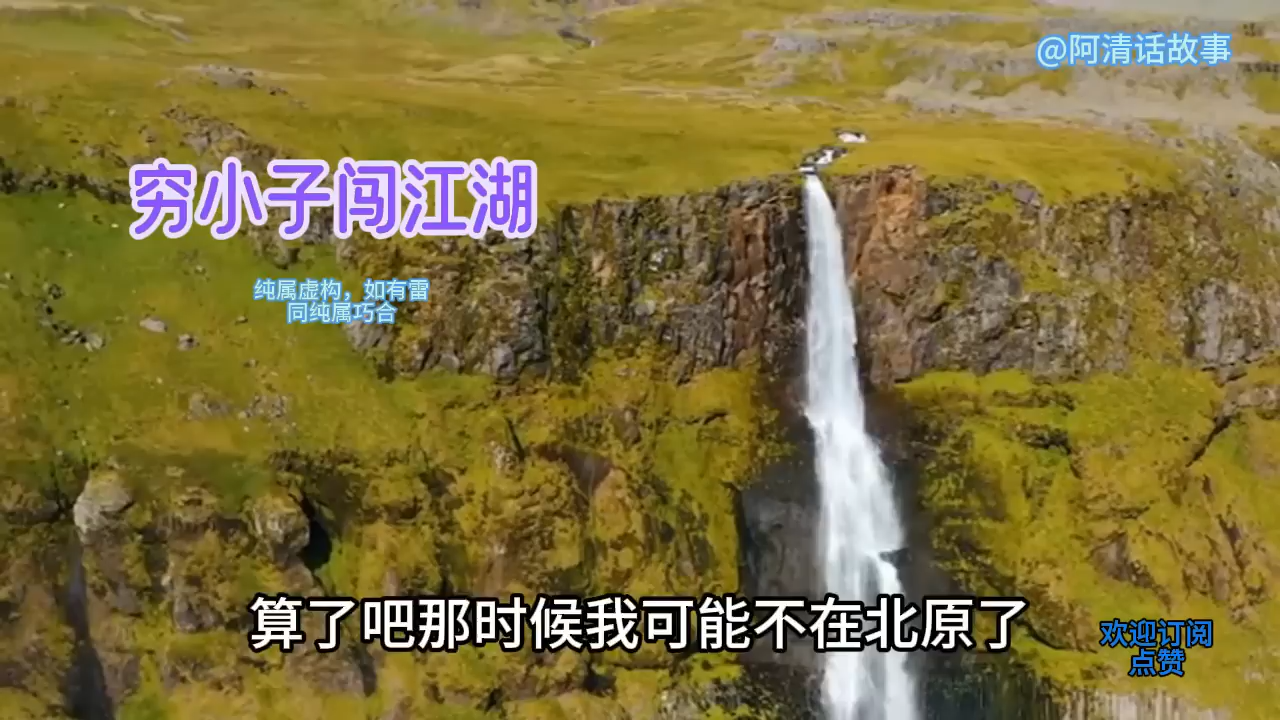 @阿清话故事
穷小子闯江湖
纯属虚构，如有雷
同纯属巧合
算了吧那时候我可能不在北原了
欢迎订阅
点赞